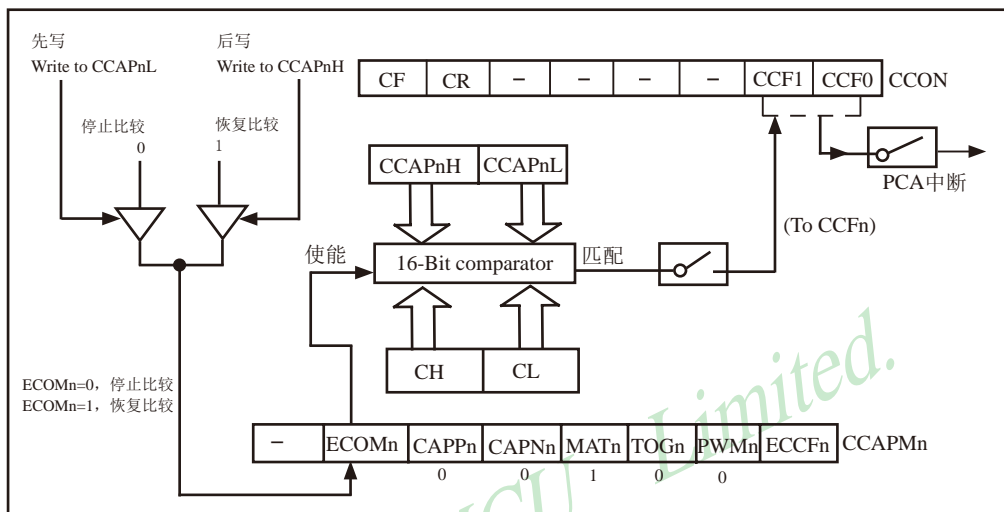 先写
Write to CCAPnL
后写
Write to CCAPnH
CF CR – – – – CCF1 CCF0 CCON
停止比较
0
恢复比较
1
CCAPnH CCAPnL
PCA中断
(To CCFn)
使能
16-Bit comparator
匹配
CH CL
ECOMn=0，停止比较
ECOMn=1，恢复比较
– ECOMn CAPPn CAPNn MATn TOGn PWMn ECCFn CCAPMn
0 0 1 0 0
MCU Limited.